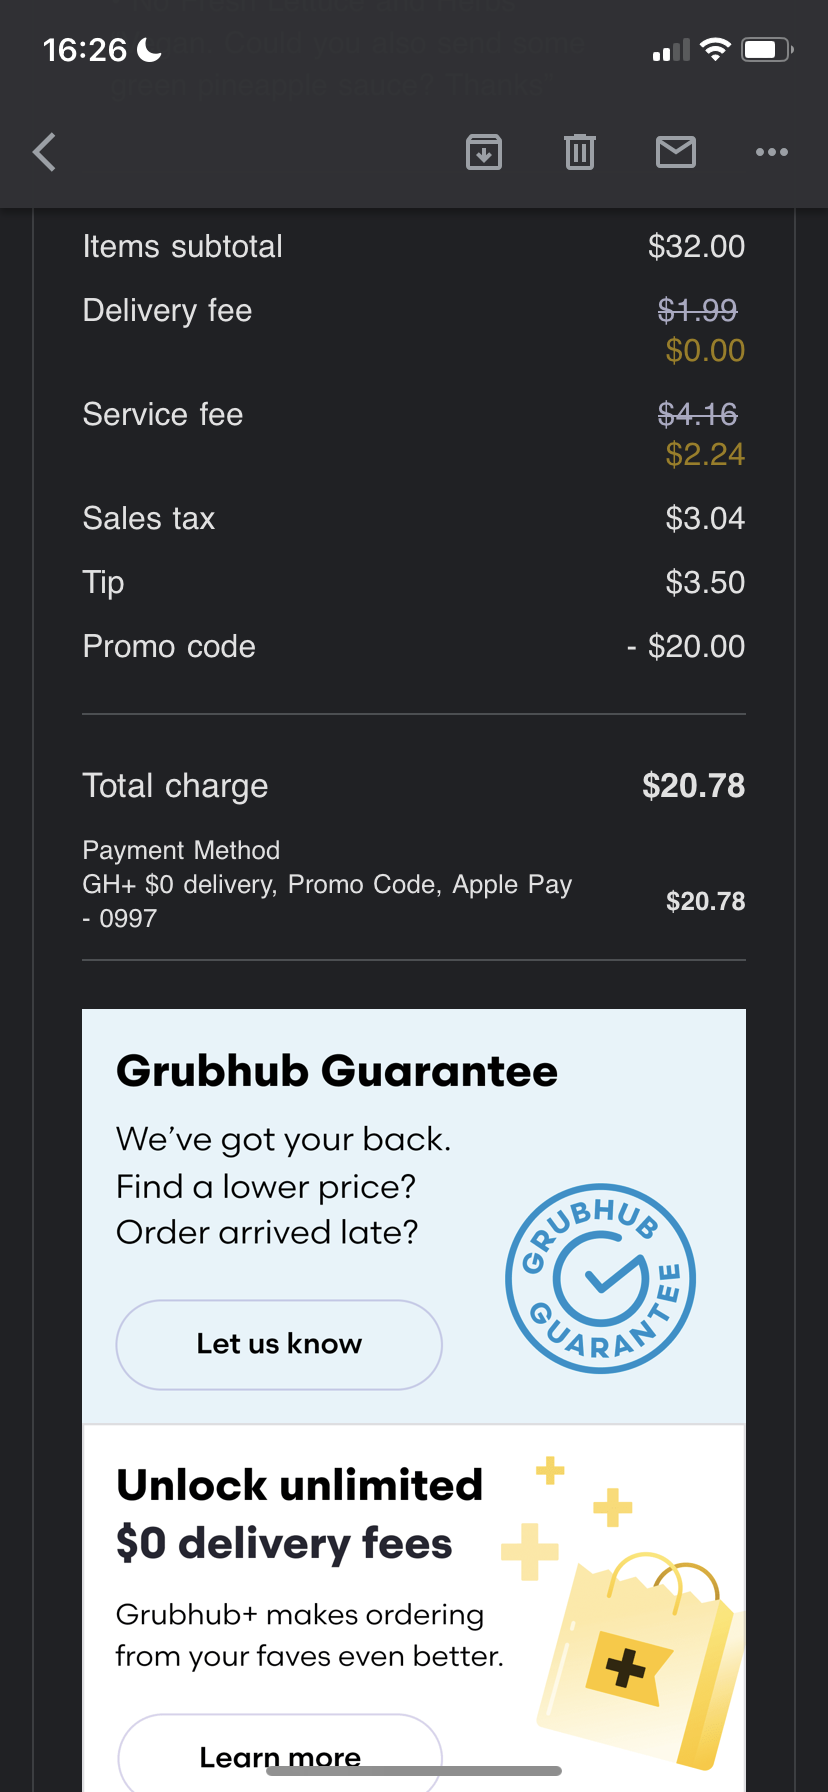 16:26
green pineapple sauce? Thanks"
Items subtotal $32.00
Delivery fee $1.99
$0.00
Service fee $4.16
$2.24
Sales tax $3.04
Tip $3.50
Promo code - $20.00
Total charge $20.78
Payment Method
GH+ $0 delivery, Promo Code, Apple Pay
- 0997 $20.78
Grubhub Guarantee
We've got your back.
Find a lower price?
Order arrived late?
GRUBHUB
GUARANTEE
Let us know
Unlock unlimited
$0 delivery fees
Grubhub+ makes ordering
from your faves even better.
Learn more